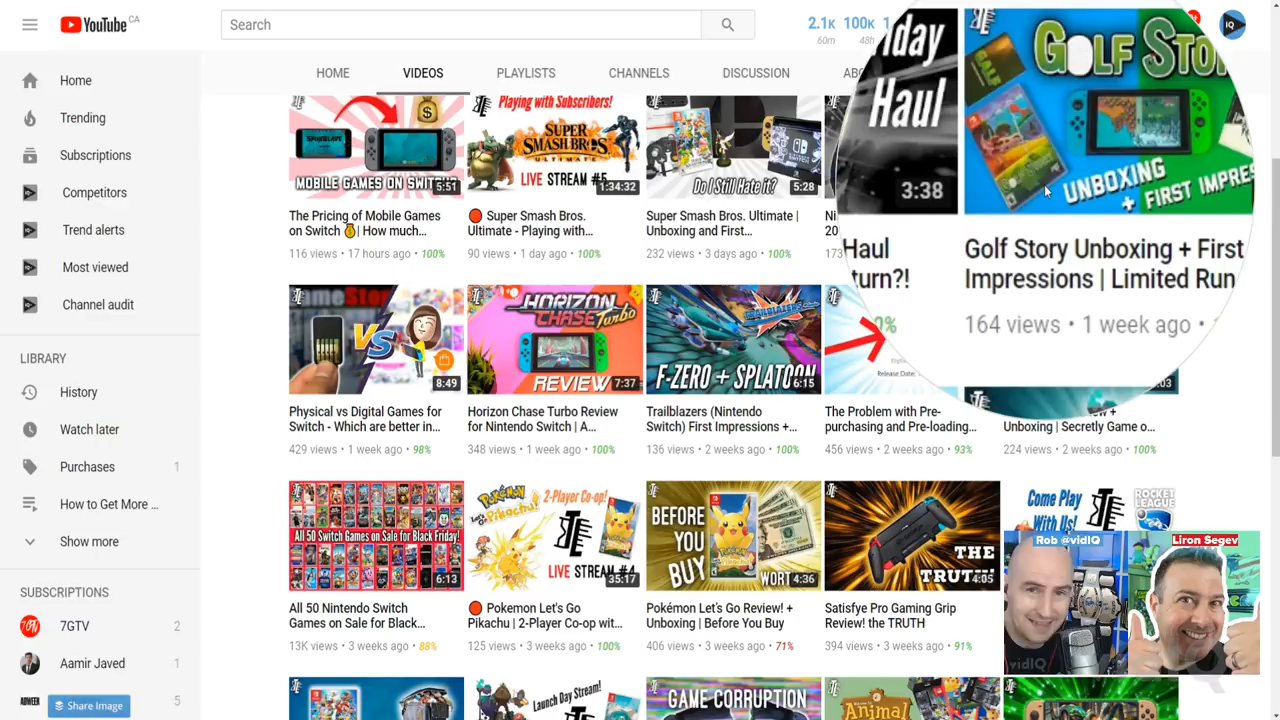 YouTube CA
Search
2.1K 100K 1
60m 48h
IQ
HOME VIDEOS PLAYLISTS CHANNELS DISCUSSION
Home
Trending
Subscriptions
Competitors
Trend alerts
Most viewed
Channel audit
LIBRARY
History
Watch later
Purchases 1
How to Get More ...
Show more
SUBSCRIPTIONS
7GTV 2
Aamir Javed 1
ADWEEK 5
Share Image
MOBILE GAMES ON SWITCH
5:51
The Pricing of Mobile Games
on Switch | How much...
116 views • 17 hours ago • 100%
Playing with Subscribers!
SUPER
SMASH BROS.
ULTIMATE
LIVE STREAM #5
1:34:32
Super Smash Bros.
Ultimate - Playing with...
90 views • 1 day ago • 100%
Do I Still Hate it?
5:28
Super Smash Bros. Ultimate |
Unboxing and First...
232 views • 3 days ago • 100%
Haul
3:38
Haul
turn?!
GOLF STO
UNBOXING
+ FIRST IMPRES
Golf Story Unboxing + First
Impressions | Limited Run
164 views • 1 week ago •
VS
8:49
Physical vs Digital Games for
Switch - Which are better in...
429 views • 1 week ago • 98%
HORIZON
CHASE TURBO
REVIEW
7:37
Horizon Chase Turbo Review
for Nintendo Switch | A...
348 views • 1 week ago • 100%
TRAILBLAZERS
F-ZERO + SPLATOON
6:15
Trailblazers (Nintendo
Switch) First Impressions +...
136 views • 2 weeks ago • 100%
Release Date:
The Problem with Pre-
purchasing and Pre-loading...
456 views • 2 weeks ago • 93%
:03
Unboxing | Secretly Game o...
224 views • 2 weeks ago • 100%
All 50 Switch Games on Sale for Black Friday!
6:13
All 50 Nintendo Switch
Games on Sale for Black...
13K views • 3 weeks ago • 88%
2-Player Co-op!
POKéMON
Let's Go
Pikachu!
LIVE STREAM #4
35:17
Pokemon Let's Go
Pikachu | 2-Player Co-op wit...
125 views • 3 weeks ago • 100%
BEFORE
YOU
BUY
WORT
4:36
Pokémon Let's Go Review! +
Unboxing | Before You Buy
406 views • 3 weeks ago • 71%
THE
TRUTH
4:05
Satisfye Pro Gaming Grip
Review! the TRUTH
394 views • 3 weeks ago • 91%
Come Play
With Us!
ROCKET
LEAGUE
Rob @vidIQ
Liron Segev
vidIQ
Launch Day Stream!
GAME CORRUPTION
Animal